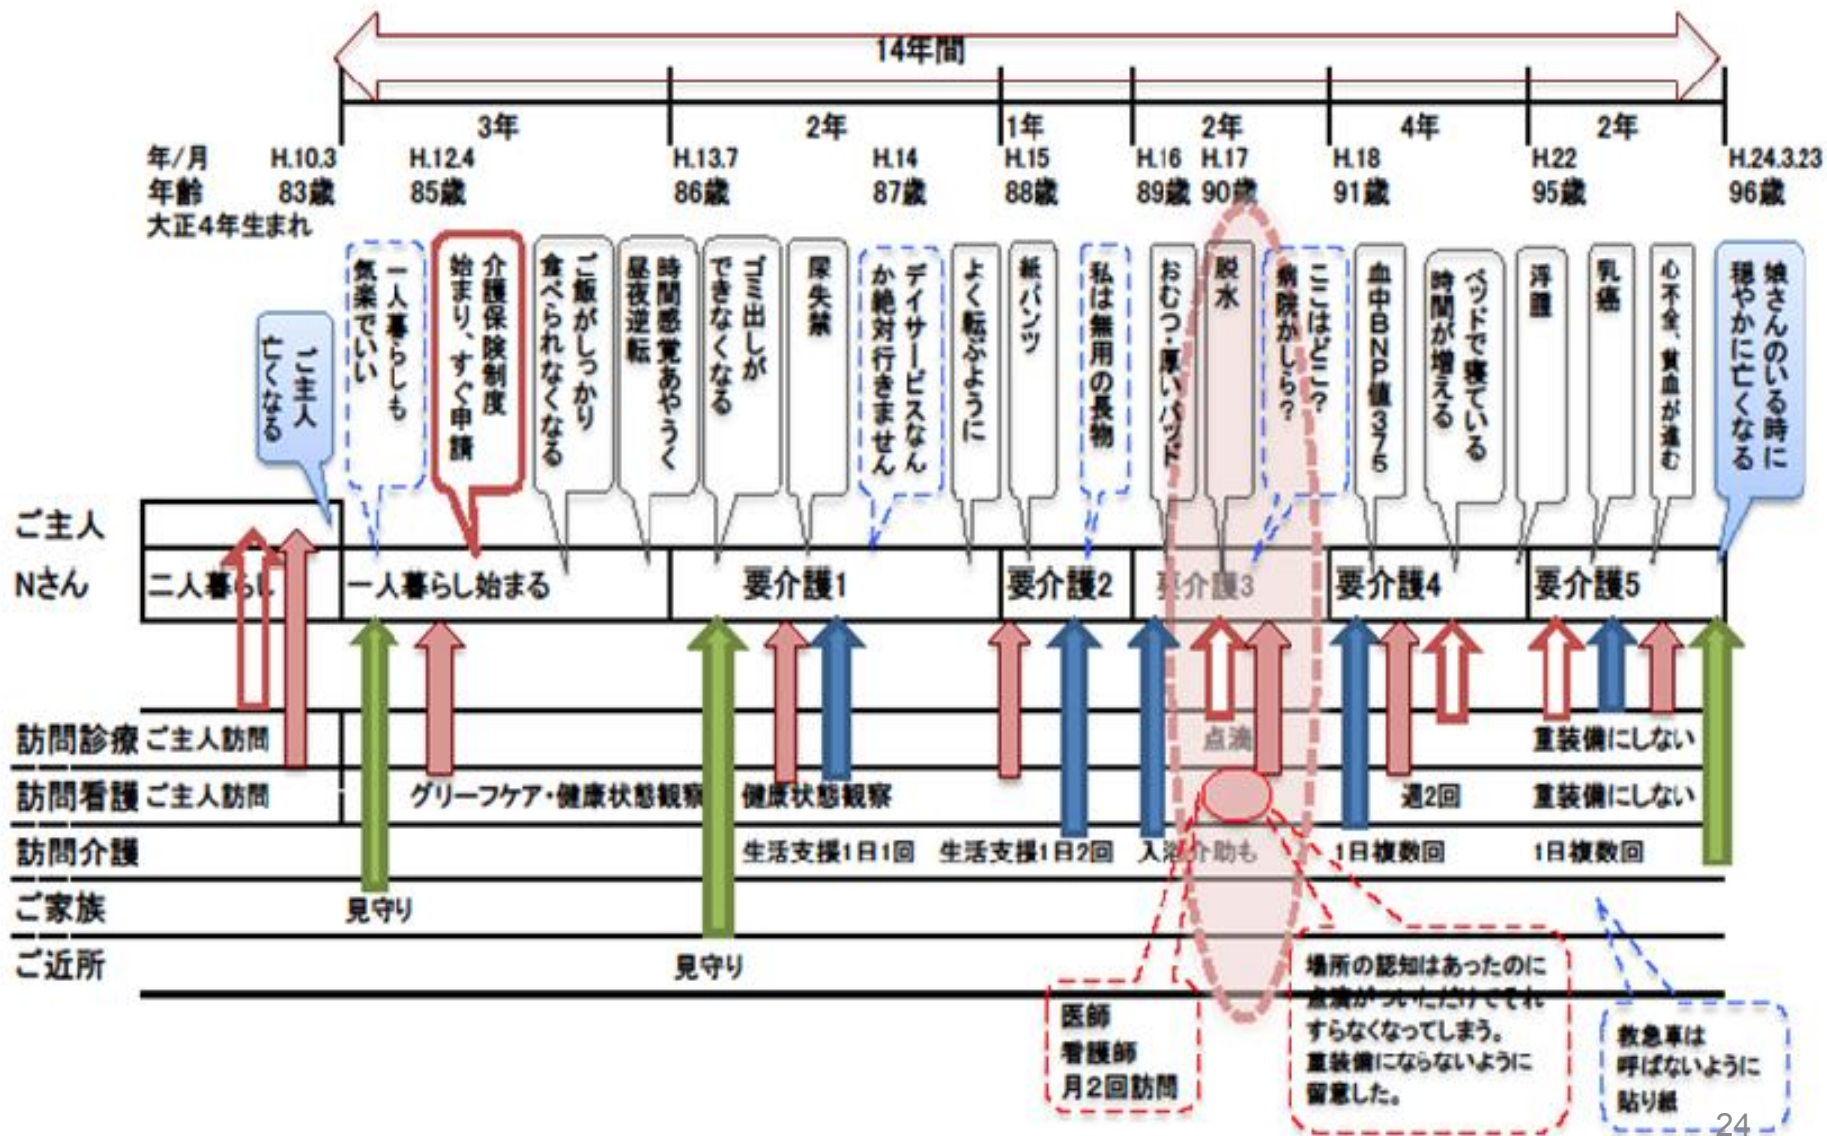 14年間
3年
2年
1年
2年
4年
2年
年/月
H.10.3
H.12.4
H.13.7
H.14
H.15
H.16
H.17
H.18
H.22
H.24.3.23
年齢
83歳
85歳
86歳
87歳
88歳
89歳
90歳
91歳
95歳
96歳
大正4年生まれ
ご主人
亡くなる
一人暮らしも
気楽でいい
介護保険制度
始まり、すぐ申請
ご飯がしっかり
食べられなくなる
時間感覚あやうく
昼夜逆転
ゴミ出しが
できなくなる
尿失禁
デイサービスなん
か絶対行きません
よく転ぶように
紙パンツ
私は無用の長物
おむつ・厚いパッド
脱水
ここはどこ?
病院かしら?
血中BNP値375
ベッドで寝ている
時間が増える
浮腫
乳癌
心不全、貧血が進む
娘さんのいる時に
穏やかに亡くなる
ご主人
Nさん
二人暮らし
一人暮らし始まる
要介護1
要介護2
要介護3
要介護4
要介護5
訪問診療
ご主人訪問
点滴
重装備にしない
訪問看護
ご主人訪問
グリーフケア・健康状態観察
健康状態観察
週2回
重装備にしない
訪問介護
生活支援1日1回
生活支援1日2回
入浴介助も
1日複数回
1日複数回
ご家族
見守り
ご近所
見守り
医師
看護師
月2回訪問
場所の認知はあったのに
点滴がついただけでそれ
すらなくなってしまう。
重装備にならないように
留意した。
救急車は
呼ばないように
貼り紙
24